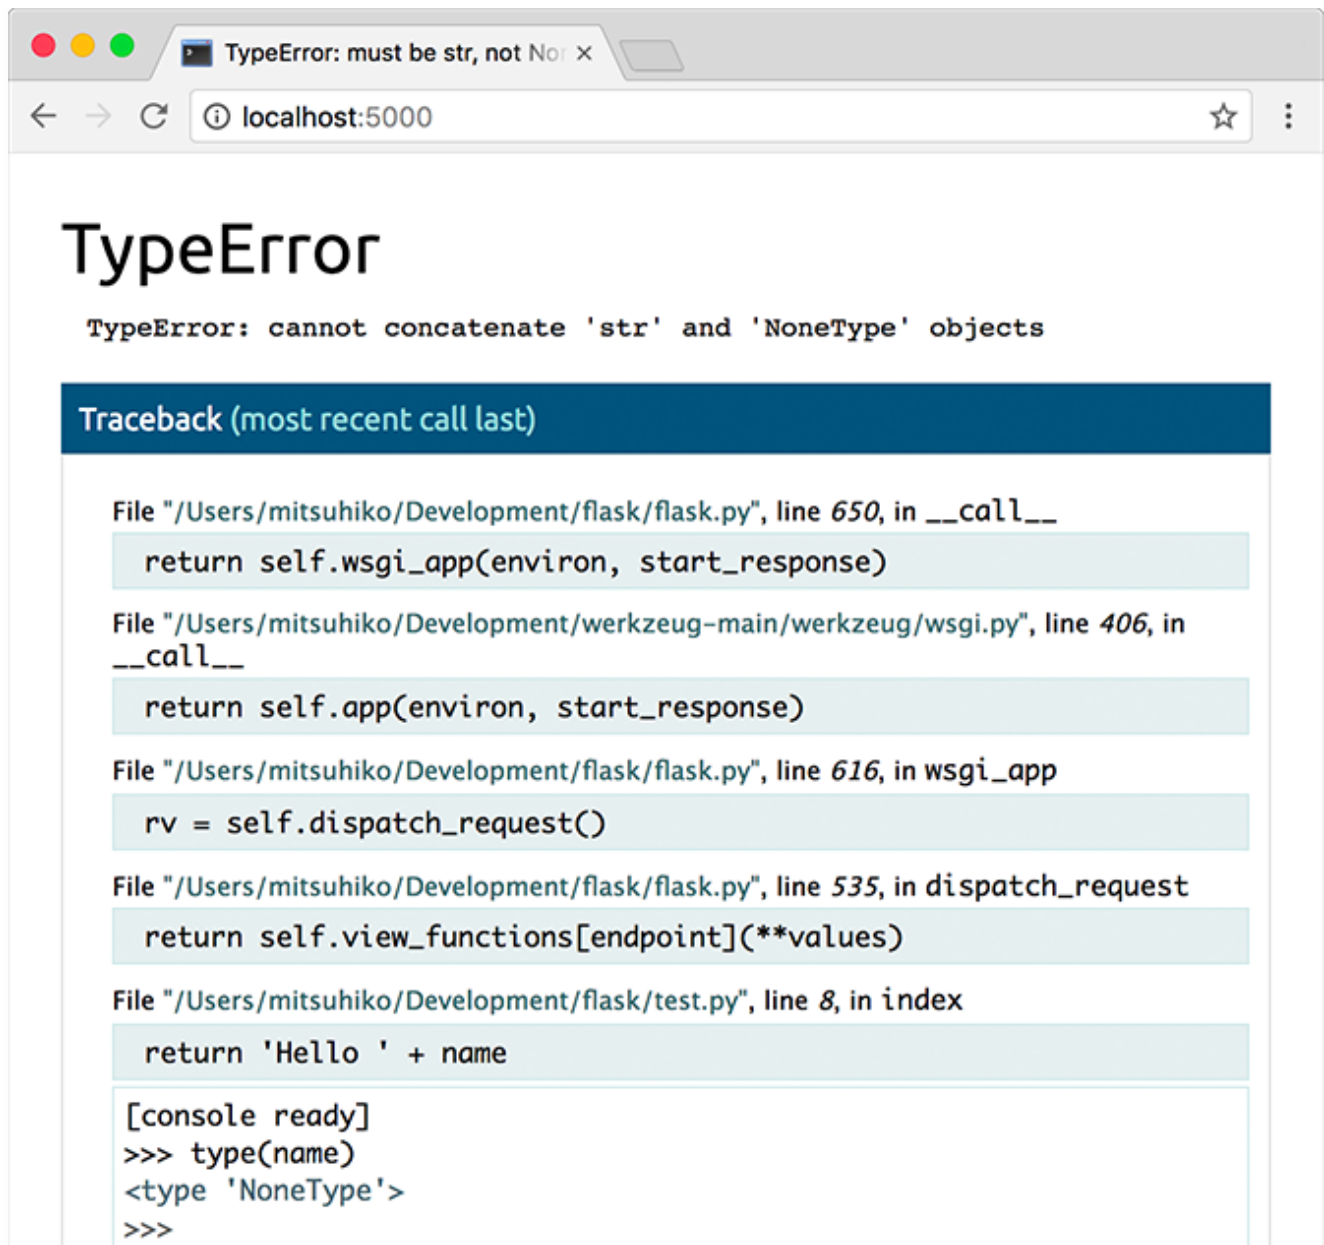 TypeError: must be str, not Non
localhost:5000
TypeError
TypeError: cannot concatenate 'str' and 'NoneType' objects
Traceback (most recent call last)
File "/Users/mitsuhiko/Development/flask/flask.py", line 650, in __call__
return self.wsgi_app(environ, start_response)
File "/Users/mitsuhiko/Development/werkzeug-main/werkzeug/wsgi.py", line 406, in
__call__
return self.app(environ, start_response)
File "/Users/mitsuhiko/Development/flask/flask.py", line 616, in wsgi_app
rv = self.dispatch_request()
File "/Users/mitsuhiko/Development/flask/flask.py", line 535, in dispatch_request
return self.view_functions[endpoint](**values)
File "/Users/mitsuhiko/Development/flask/test.py", line 8, in index
return 'Hello ' + name
[console ready]
>>> type(name)
<type 'NoneType'>
>>>